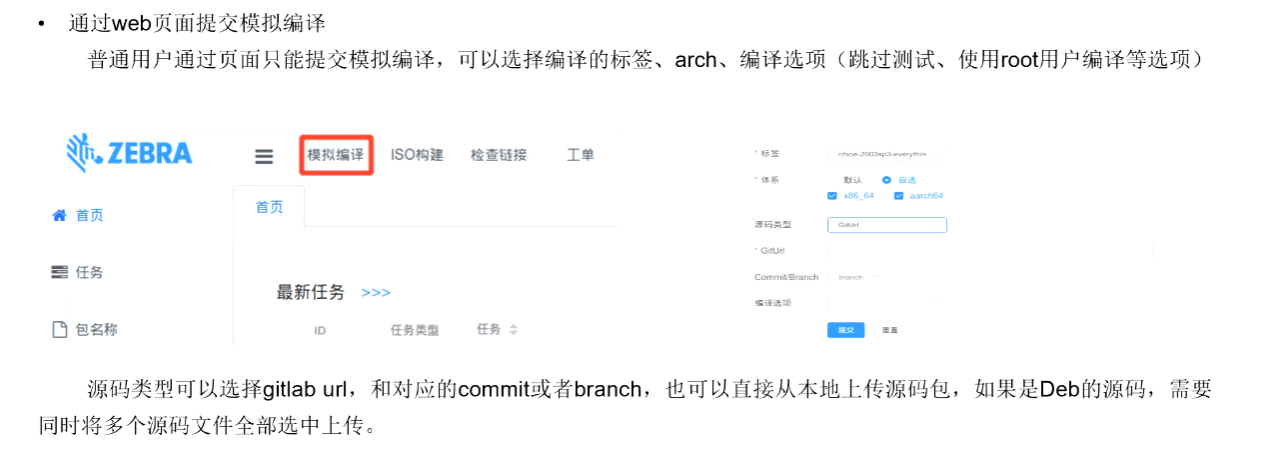 • 通过web页面提交模拟编译
普通用户通过页面只能提交模拟编译，可以选择编译的标签、arch、编译选项（跳过测试、使用root用户编译等选项）
ZEBRA
模拟编译 ISO构建 检查链接 工单
首页
首页
任务
最新任务 >>>
包名称
ID 任务类型 任务
* 标签
* 体系 默认 自选
x86_64 aarch64
源码类型 GitUrl
* GitUrl
Commit/Branch branch
编译选项
提交 重置
源码类型可以选择gitlab url，和对应的commit或者branch，也可以直接从本地上传源码包，如果是Deb的源码，需要
同时将多个源码文件全部选中上传。